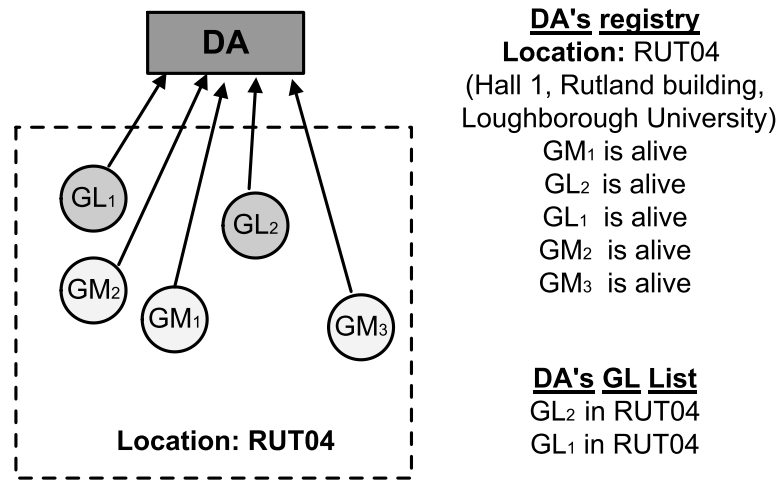 DA
GL1
GL2
GM2
GM1
GM3
Location: RUT04
DA's registry
Location: RUT04
(Hall 1, Rutland building,
Loughborough University)
GM1 is alive
GL2 is alive
GL1 is alive
GM2 is alive
GM3 is alive
DA's GL List
GL2 in RUT04
GL1 in RUT04